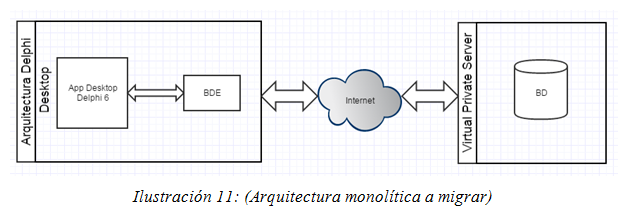 Arquitectura Delphi
Desktop
App Desktop
Delphi 6
BDE
Internet
Virtual Private Server
BD
Ilustración 11: (Arquitectura monolítica a migrar)